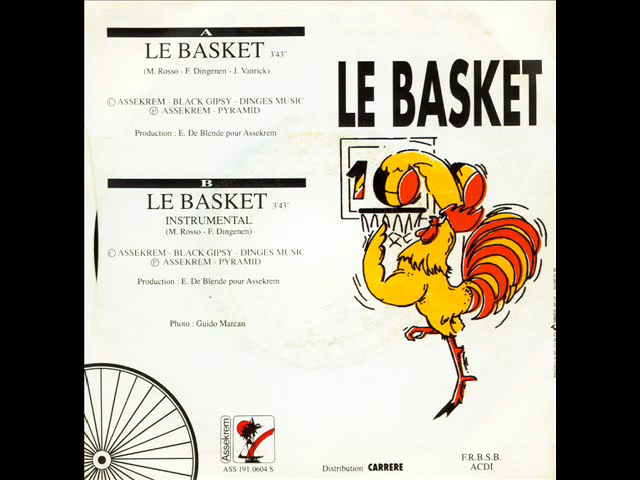 A
LE BASKET 3'43"
(M. Rosso - F. Dingenen - J. Vanrick)
© ASSEKREM - BLACK GIPSY - DINGES MUSIC
℗ ASSEKREM - PYRAMID
Production : E. De Blende pour Assekrem
B
LE BASKET 3'43"
INSTRUMENTAL
(M. Rosso - F. Dingenen)
© ASSEKREM - BLACK GIPSY - DINGES MUSIC
℗ ASSEKREM - PYRAMID
Production : E. De Blende pour Assekrem
Photo : Guido Marcan
LE BASKET
100
Assekrem
ASS 191 0604 S
Distribution CARRERE
F.R.B.S.B.
ACDI